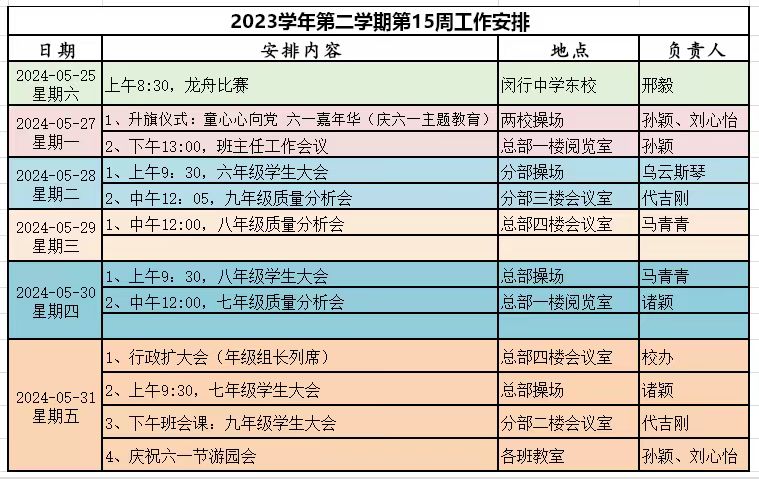 2023学年第二学期第15周工作安排
日期 安排内容 地点 负责人
2024-05-25 星期六 上午8:30，龙舟比赛 闵行中学东校 邢毅
2024-05-27 星期一 1、升旗仪式：童心心向党 六一嘉年华（庆六一主题教育） 两校操场 孙颖、刘心怡
2、下午13:00，班主任工作会议 总部一楼阅览室 孙颖
2024-05-28 星期二 1、上午9：30，六年级学生大会 分部操场 乌云斯琴
2、中午12：05，九年级质量分析会 分部三楼会议室 代吉刚
2024-05-29 星期三 1、中午12:00，八年级质量分析会 总部四楼会议室 马青青
2024-05-30 星期四 1、上午9：30，八年级学生大会 总部操场 马青青
2、中午12:00，七年级质量分析会 总部一楼阅览室 诸颖
2024-05-31 星期五 1、行政扩大会（年级组长列席） 总部四楼会议室 校办
2、上午9:30，七年级学生大会 总部操场 诸颖
3、下午班会课：九年级学生大会 分部二楼会议室 代吉刚
4、庆祝六一节游园会 各班教室 孙颖、刘心怡